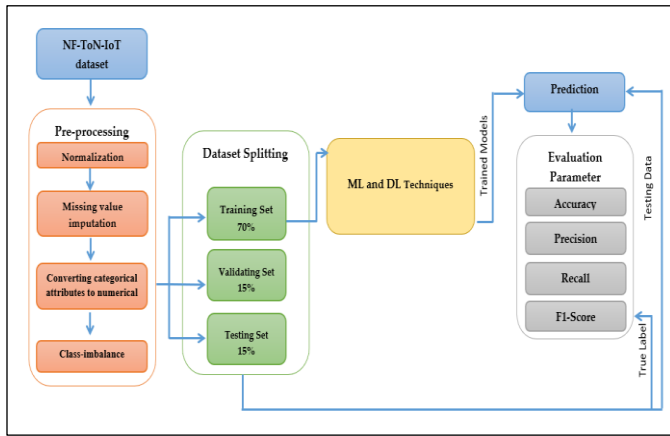 NF-ToN-IoT
dataset
Pre-processing
Normalization
Missing value
imputation
Converting categorical
attributes to numerical
Class-imbalance
Dataset Splitting
Training Set
70%
Validating Set
15%
Testing Set
15%
ML and DL Techniques
Trained Models
Prediction
Testing Data
Evaluation
Parameter
Accuracy
Precision
Recall
F1-Score
True Label